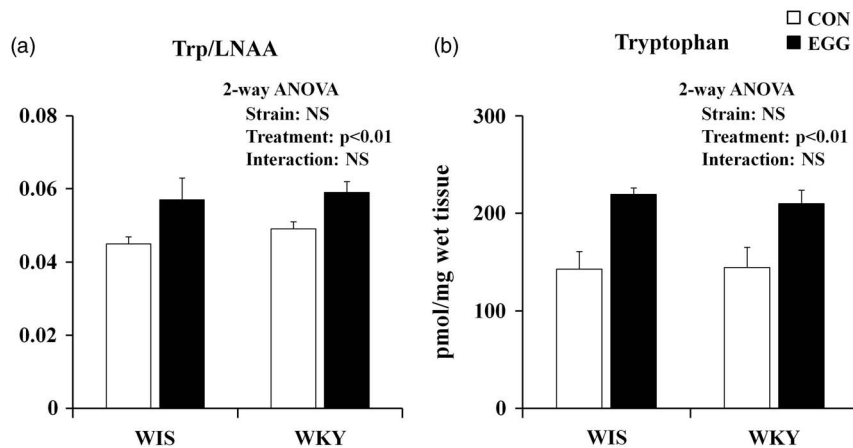 (a)
Trp/LNAA
2-way ANOVA
Strain: NS
Treatment: p<0.01
Interaction: NS
0.08
0.06
0.04
0.02
0
WIS
WKY
(b)
Tryptophan
CON
EGG
2-way ANOVA
Strain: NS
Treatment: p<0.01
Interaction: NS
pmol/mg wet tissue
300
200
100
0
WIS
WKY